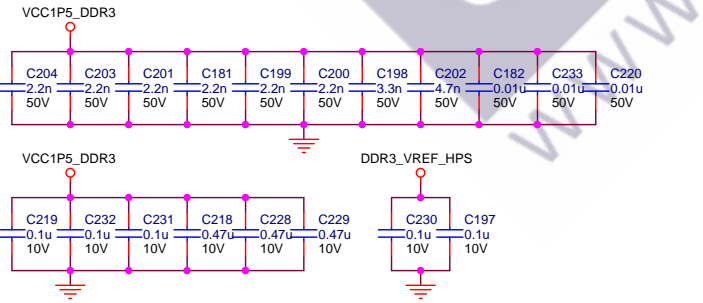 VCC1P5_DDR3
C204 C203 C201 C181 C199 C200 C198 C202 C182 C233 C220
2.2n 2.2n 2.2n 2.2n 2.2n 2.2n 3.3n 4.7n 0.01u 0.01u 0.01u
50V 50V 50V 50V 50V 50V 50V 50V 50V 50V 50V
VCC1P5_DDR3 DDR3_VREF_HPS
C219 C232 C231 C218 C228 C229 C230 C197
0.1u 0.1u 0.1u 0.47u 0.47u 0.47u 0.1u 0.1u
10V 10V 10V 10V 10V 10V 10V 10V
www